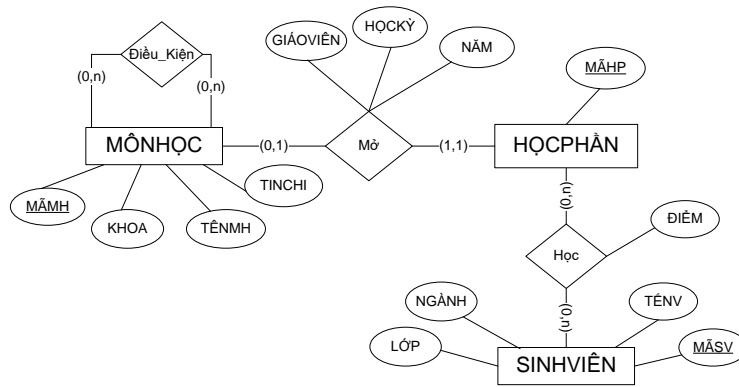 GIÁOVIÊN
HỌCKỲ
NĂM
Điều_Kiện
(0,n)
(0,n)
MÃHP
MÔNHỌC
(0,1)
Mở
(1,1)
HỌCPHẦN
MÃMH
KHOA
TÊNMH
TINCHI
(0,n)
ĐIỂM
Học
NGÀNH
(0,n)
TÉNV
LỚP
SINHVIÊN
MÃSV